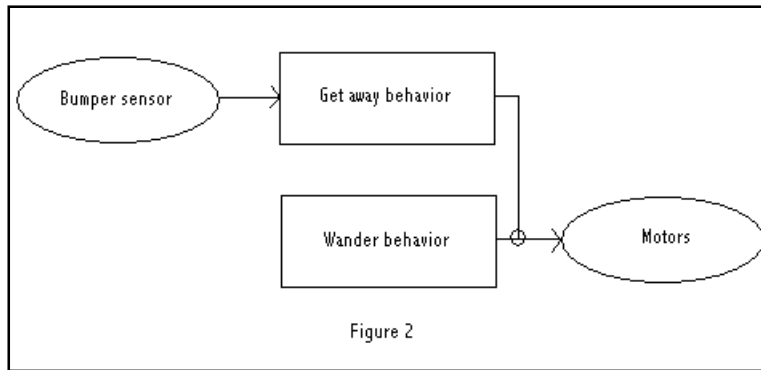 Bumper sensor
Get away behavior
Wander behavior
Motors
Figure 2